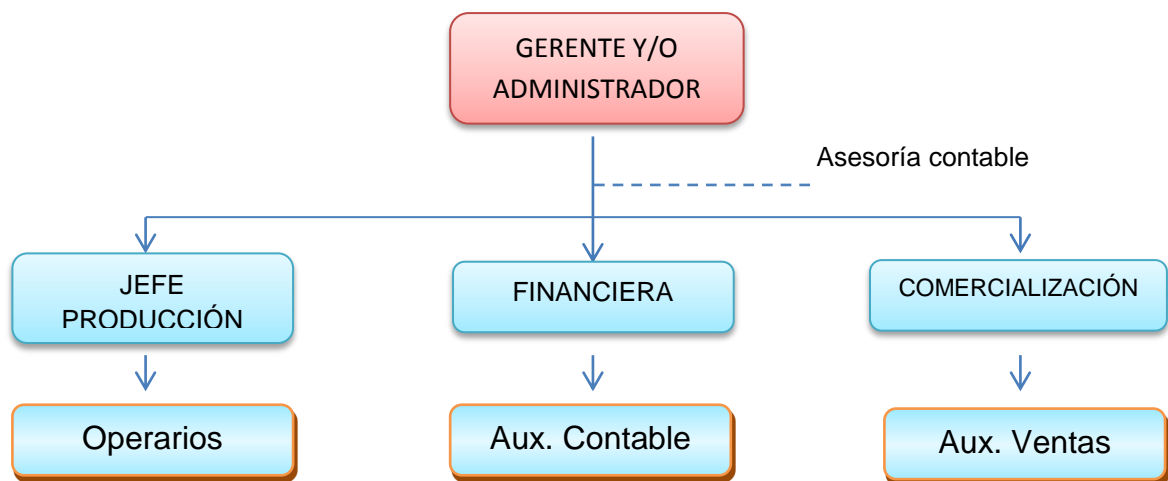 GERENTE Y/O
ADMINISTRADOR
Asesoría contable
JEFE
PRODUCCIÓN
FINANCIERA
COMERCIALIZACIÓN
Operarios
Aux. Contable
Aux. Ventas